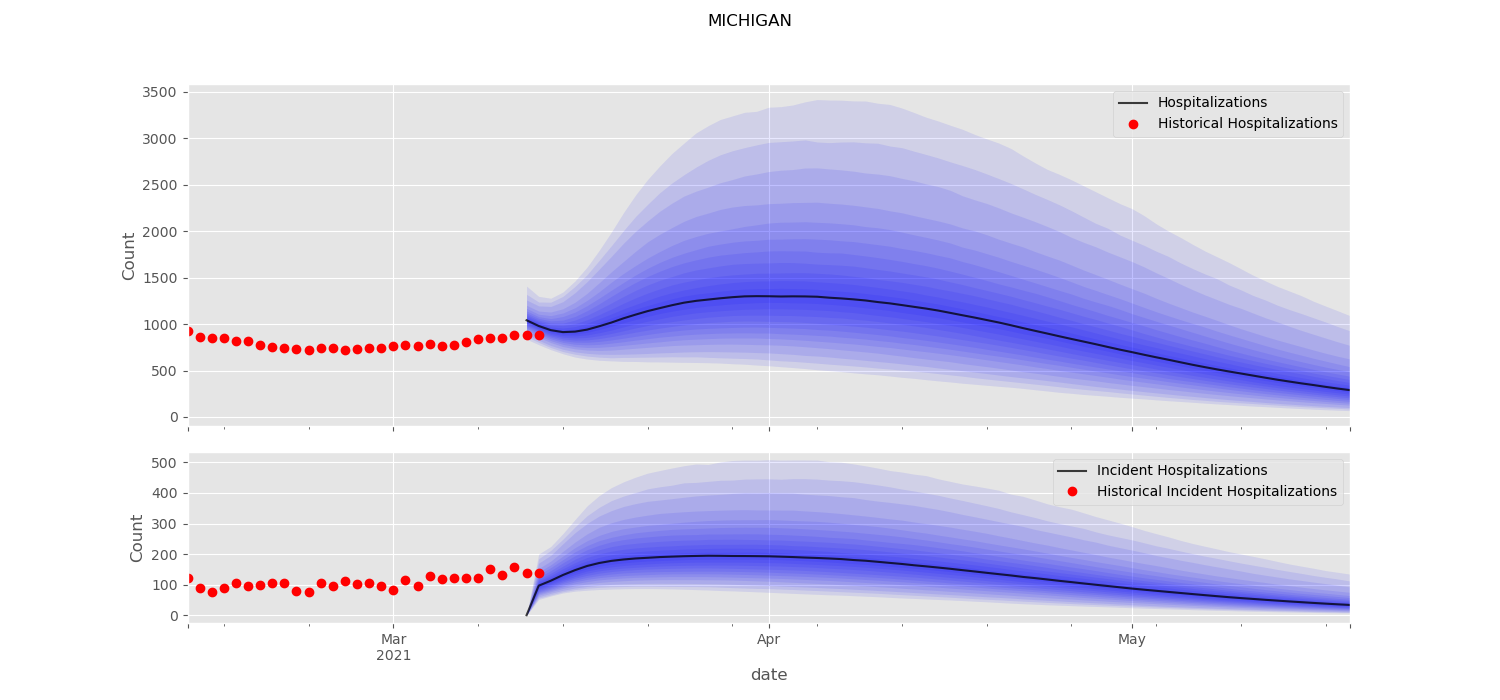 MICHIGAN
3500
3000
2500
2000
1500
1000
500
0
Count
Hospitalizations
Historical Hospitalizations
500
400
300
200
100
0
Count
Incident Hospitalizations
Historical Incident Hospitalizations
Mar
2021
Apr
May
date